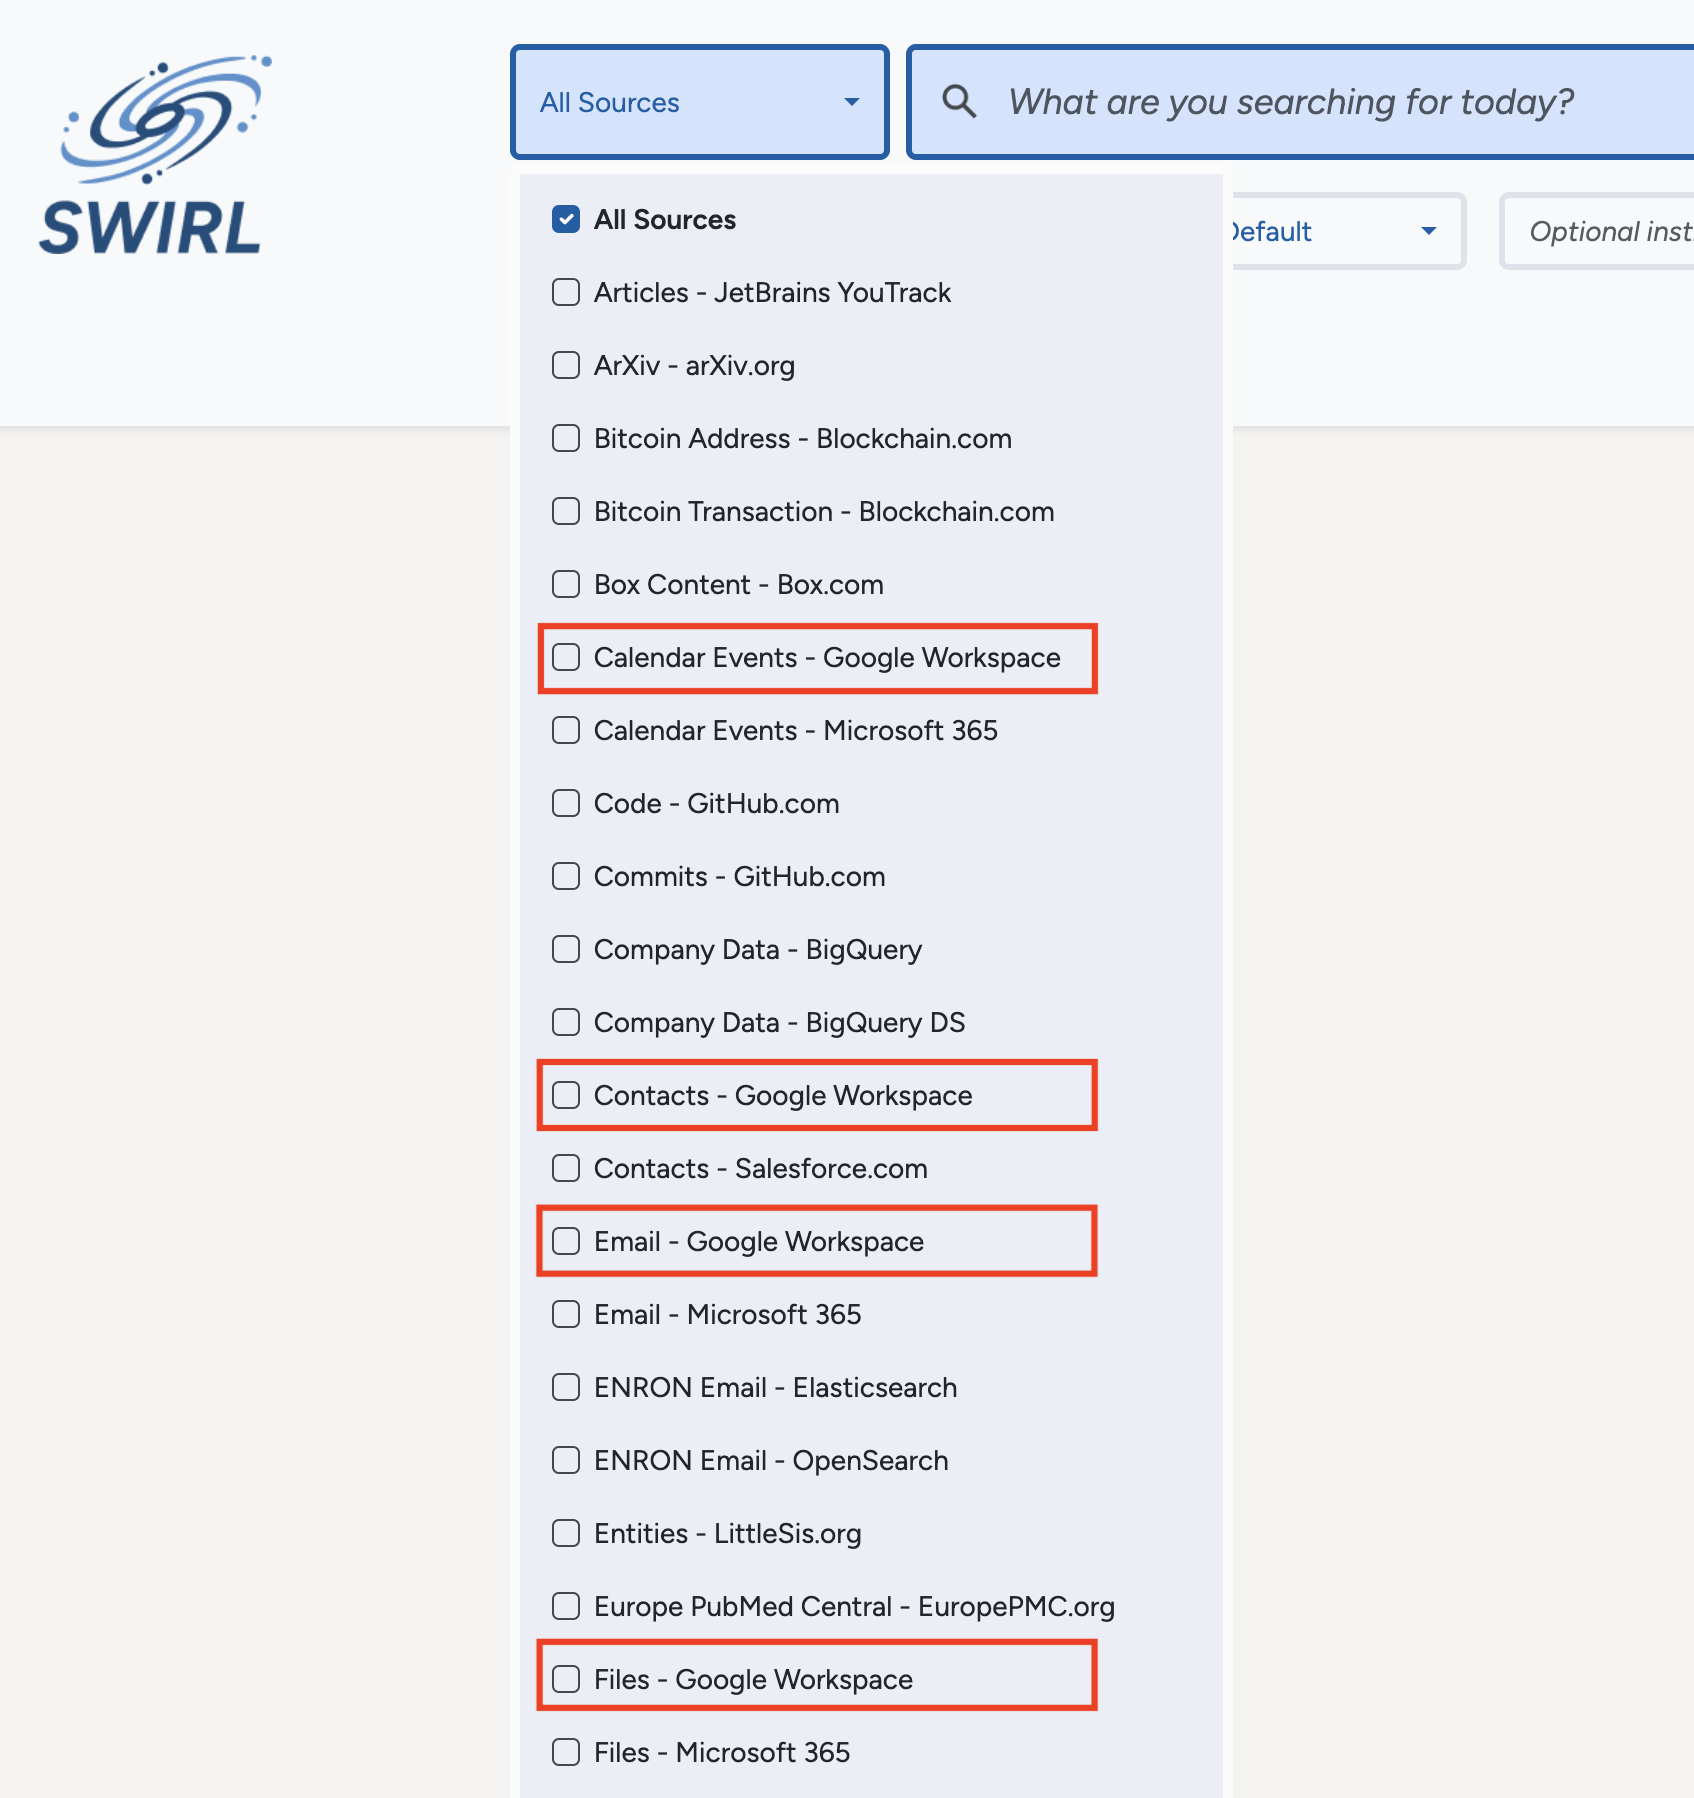 SWIRL
All Sources
What are you searching for today?
Default
Optional inst
All Sources
Articles - JetBrains YouTrack
ArXiv - arXiv.org
Bitcoin Address - Blockchain.com
Bitcoin Transaction - Blockchain.com
Box Content - Box.com
Calendar Events - Google Workspace
Calendar Events - Microsoft 365
Code - GitHub.com
Commits - GitHub.com
Company Data - BigQuery
Company Data - BigQuery DS
Contacts - Google Workspace
Contacts - Salesforce.com
Email - Google Workspace
Email - Microsoft 365
ENRON Email - Elasticsearch
ENRON Email - OpenSearch
Entities - LittleSis.org
Europe PubMed Central - EuropePMC.org
Files - Google Workspace
Files - Microsoft 365